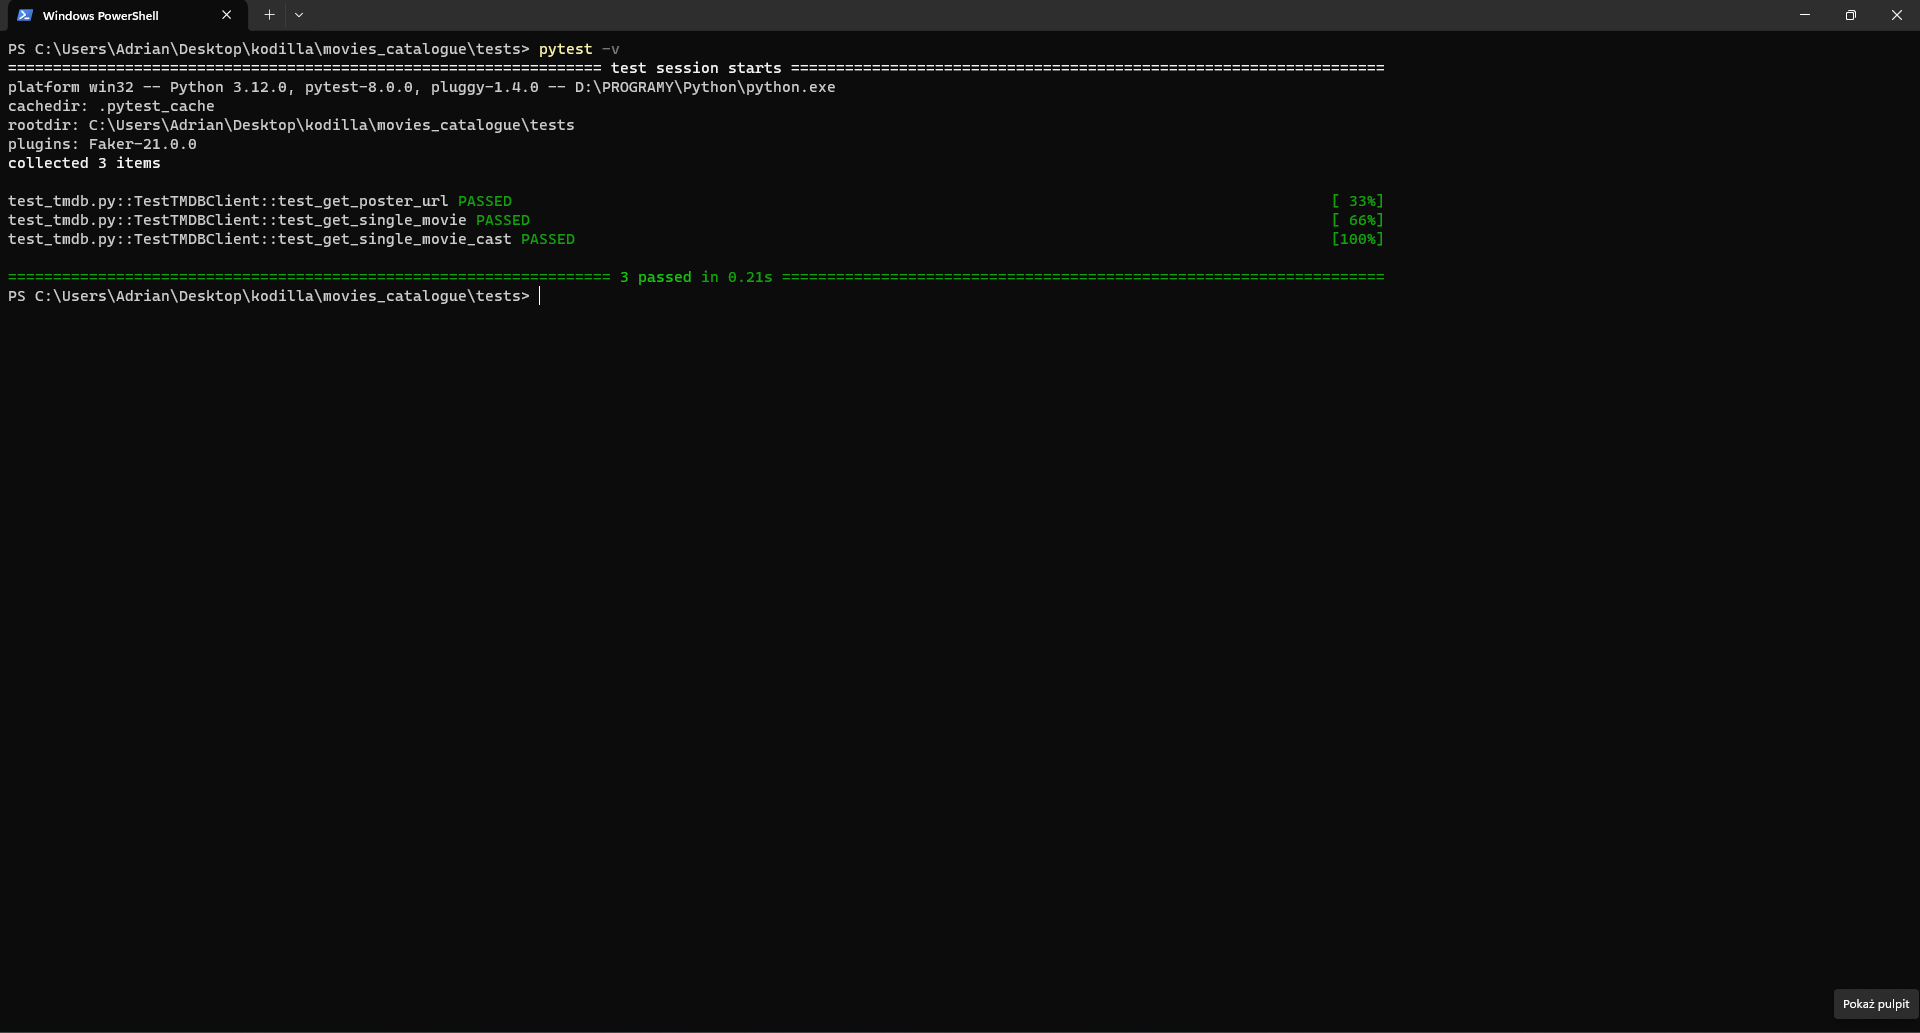 Windows PowerShell
PS C:\Users\Adrian\Desktop\kodilla\movies_catalogue\tests> pytest -v
================================================================== test session starts ==================================================================
platform win32 -- Python 3.12.0, pytest-8.0.0, pluggy-1.4.0 -- D:\PROGRAMY\Python\python.exe
cachedir: .pytest_cache
rootdir: C:\Users\Adrian\Desktop\kodilla\movies_catalogue\tests
plugins: Faker-21.0.0
collected 3 items
test_tmdb.py::TestTMDBClient::test_get_poster_url PASSED [ 33%]
test_tmdb.py::TestTMDBClient::test_get_single_movie PASSED [ 66%]
test_tmdb.py::TestTMDBClient::test_get_single_movie_cast PASSED [100%]
=================================================================== 3 passed in 0.21s ===================================================================
PS C:\Users\Adrian\Desktop\kodilla\movies_catalogue\tests>
Pokaż pulpit